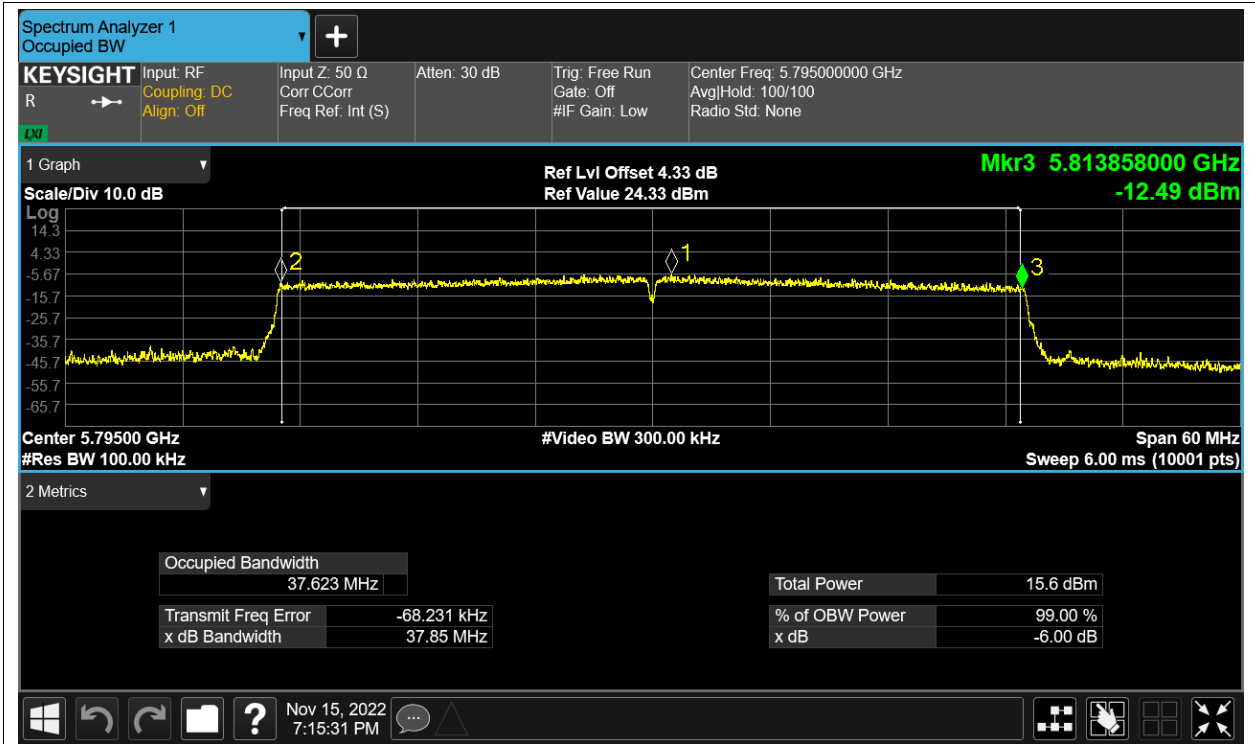 Spectrum Analyzer 1
Occupied BW
KEYSIGHT
R
LXI
Input: RF
Coupling: DC
Align: Off
Input Z: 50 Ω
Corr CCorr
Freq Ref: Int (S)
Atten: 30 dB
Trig: Free Run
Gate: Off
#IF Gain: Low
Center Freq: 5.795000000 GHz
Avg|Hold: 100/100
Radio Std: None
1 Graph
Ref Lvl Offset 4.33 dB
Mkr3 5.813858000 GHz
Scale/Div 10.0 dB
Ref Value 24.33 dBm
-12.49 dBm
Log
14.3
4.33
-5.67
-15.7
-25.7
-35.7
-45.7
-55.7
-65.7
2
1
3
Center 5.79500 GHz
#Video BW 300.00 kHz
Span 60 MHz
#Res BW 100.00 kHz
Sweep 6.00 ms (10001 pts)
2 Metrics
Occupied Bandwidth
37.623 MHz
Transmit Freq Error -68.231 kHz
x dB Bandwidth 37.85 MHz
Total Power 15.6 dBm
% of OBW Power 99.00 %
x dB -6.00 dB
?
Nov 15, 2022
7:15:31 PM